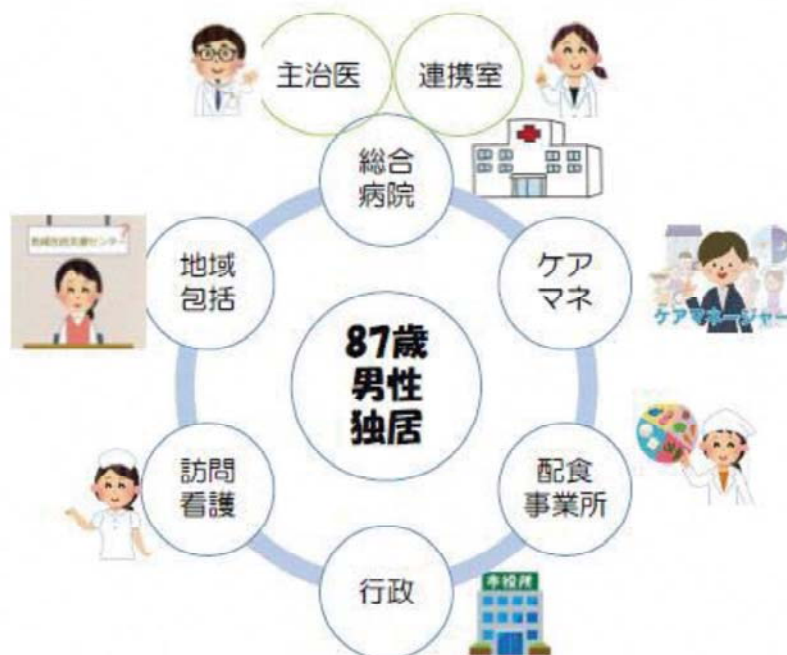 主治医
連携室
総合
病院
地域
包括
ケア
マネ
ケアマネージャー
87歳
男性
独居
訪問
看護
配食
事業所
行政
市役所